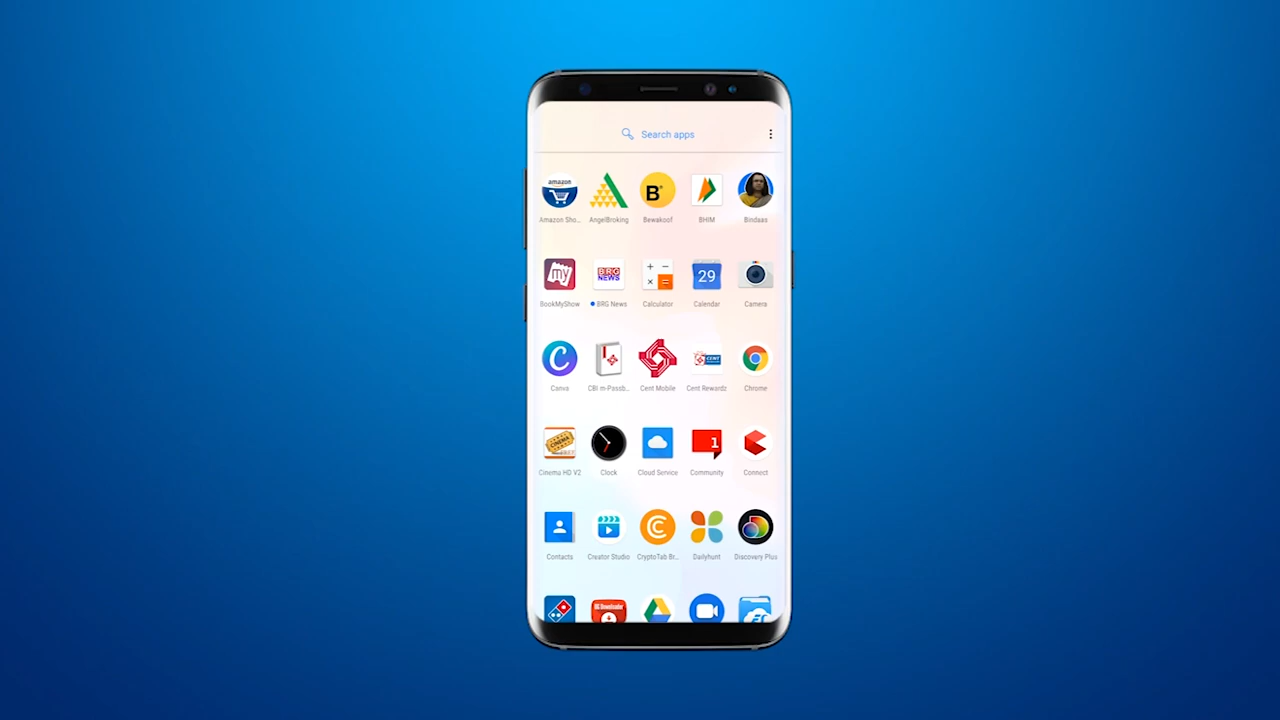 Search apps
amazon
B
Amazon Sho...
AngelBroking
Bewakoof
BHIM
Bindaas
my
BRG
NEWS
29
BookMyShow
BRG News
Calculator
Calendar
Camera
C
CENT
Canva
CBI m-Passb...
Cent Mobile
Cent Rewardz
Chrome
CINEMA
1
Cinema HD V2
Clock
Cloud Service
Community
Connect
Contacts
Creator Studio
CryptoTab Br...
Dailyhunt
Discovery Plus